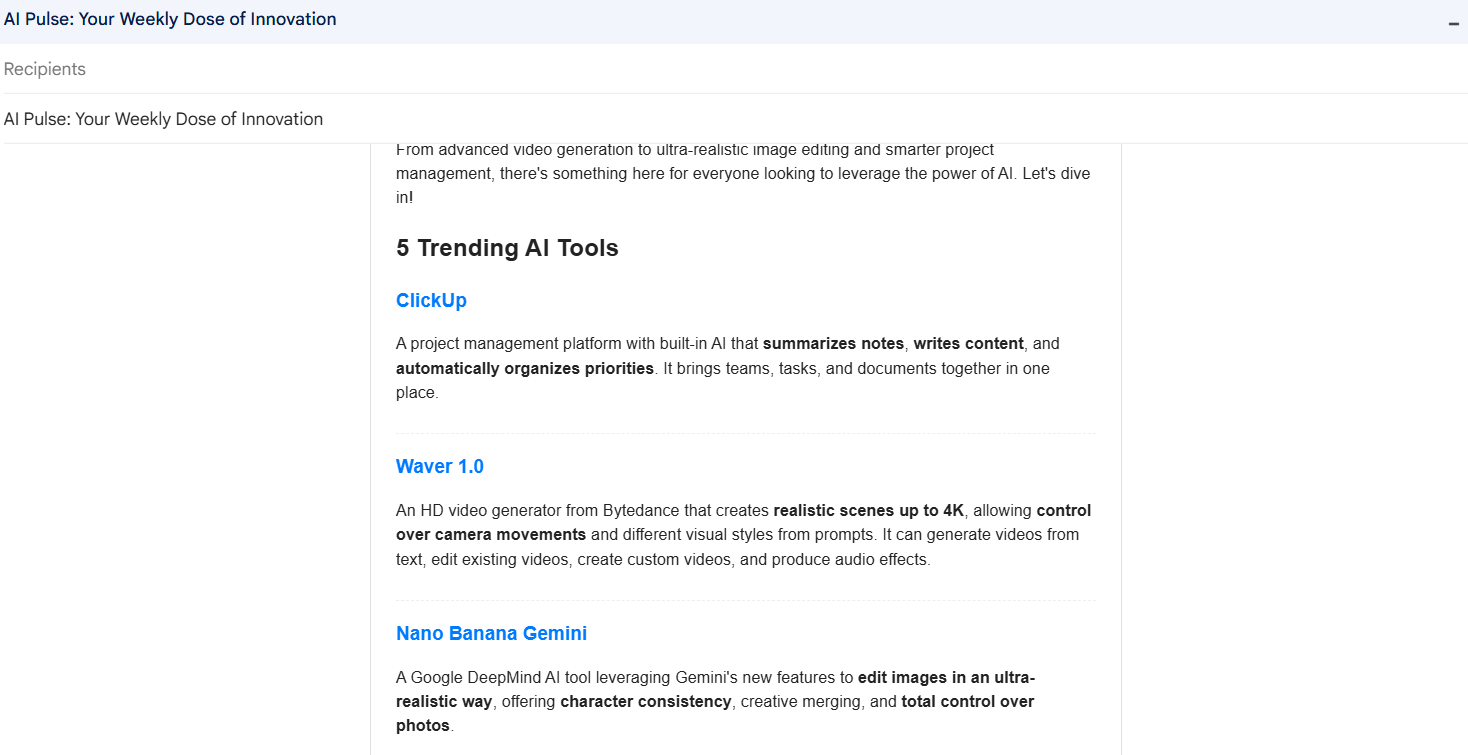 AI Pulse: Your Weekly Dose of Innovation
Recipients
AI Pulse: Your Weekly Dose of Innovation
From advanced video generation to ultra-realistic image editing and smarter project
management, there's something here for everyone looking to leverage the power of AI. Let's dive
in!
5 Trending AI Tools
ClickUp
A project management platform with built-in AI that summarizes notes, writes content, and
automatically organizes priorities. It brings teams, tasks, and documents together in one
place.
Waver 1.0
An HD video generator from Bytedance that creates realistic scenes up to 4K, allowing control
over camera movements and different visual styles from prompts. It can generate videos from
text, edit existing videos, create custom videos, and produce audio effects.
Nano Banana Gemini
A Google DeepMind AI tool leveraging Gemini's new features to edit images in an ultra-
realistic way, offering character consistency, creative merging, and total control over
photos.